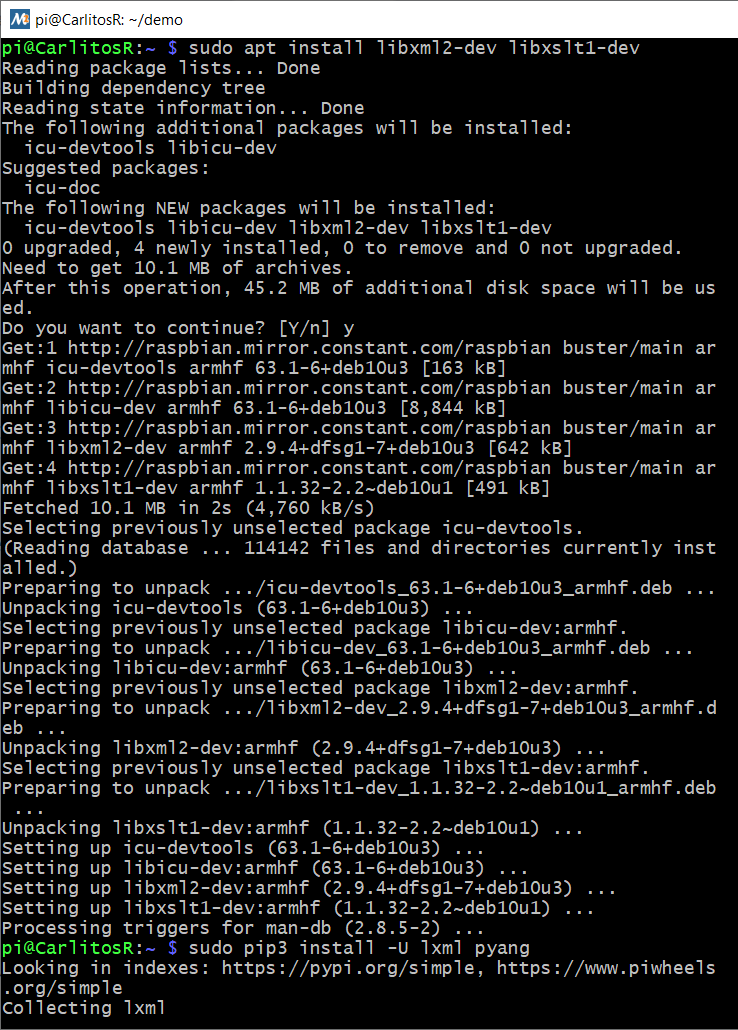 pi@CarlitosR: ~/demo
pi@CarlitosR:~ $ sudo apt install libxml2-dev libxslt1-dev
Reading package lists... Done
Building dependency tree
Reading state information... Done
The following additional packages will be installed:
  icu-devtools libicu-dev
Suggested packages:
  icu-doc
The following NEW packages will be installed:
  icu-devtools libicu-dev libxml2-dev libxslt1-dev
0 upgraded, 4 newly installed, 0 to remove and 0 not upgraded.
Need to get 10.1 MB of archives.
After this operation, 45.2 MB of additional disk space will be us
ed.
Do you want to continue? [Y/n] y
Get:1 http://raspbian.mirror.constant.com/raspbian buster/main ar
mhf icu-devtools armhf 63.1-6+deb10u3 [163 kB]
Get:2 http://raspbian.mirror.constant.com/raspbian buster/main ar
mhf libicu-dev armhf 63.1-6+deb10u3 [8,844 kB]
Get:3 http://raspbian.mirror.constant.com/raspbian buster/main ar
mhf libxml2-dev armhf 2.9.4+dfsg1-7+deb10u3 [642 kB]
Get:4 http://raspbian.mirror.constant.com/raspbian buster/main ar
mhf libxslt1-dev armhf 1.1.32-2.2~deb10u1 [491 kB]
Fetched 10.1 MB in 2s (4,760 kB/s)
Selecting previously unselected package icu-devtools.
(Reading database ... 114142 files and directories currently inst
alled.)
Preparing to unpack .../icu-devtools_63.1-6+deb10u3_armhf.deb ...
Unpacking icu-devtools (63.1-6+deb10u3) ...
Selecting previously unselected package libicu-dev:armhf.
Preparing to unpack .../libicu-dev_63.1-6+deb10u3_armhf.deb ...
Unpacking libicu-dev:armhf (63.1-6+deb10u3) ...
Selecting previously unselected package libxml2-dev:armhf.
Preparing to unpack .../libxml2-dev_2.9.4+dfsg1-7+deb10u3_armhf.d
eb ...
Unpacking libxml2-dev:armhf (2.9.4+dfsg1-7+deb10u3) ...
Selecting previously unselected package libxslt1-dev:armhf.
Preparing to unpack .../libxslt1-dev_1.1.32-2.2~deb10u1_armhf.deb
 ...
Unpacking libxslt1-dev:armhf (1.1.32-2.2~deb10u1) ...
Setting up icu-devtools (63.1-6+deb10u3) ...
Setting up libicu-dev:armhf (63.1-6+deb10u3) ...
Setting up libxml2-dev:armhf (2.9.4+dfsg1-7+deb10u3) ...
Setting up libxslt1-dev:armhf (1.1.32-2.2~deb10u1) ...
Processing triggers for man-db (2.8.5-2) ...
pi@CarlitosR:~ $ sudo pip3 install -U lxml pyang
Looking in indexes: https://pypi.org/simple, https://www.piwheels
.org/simple
Collecting lxml